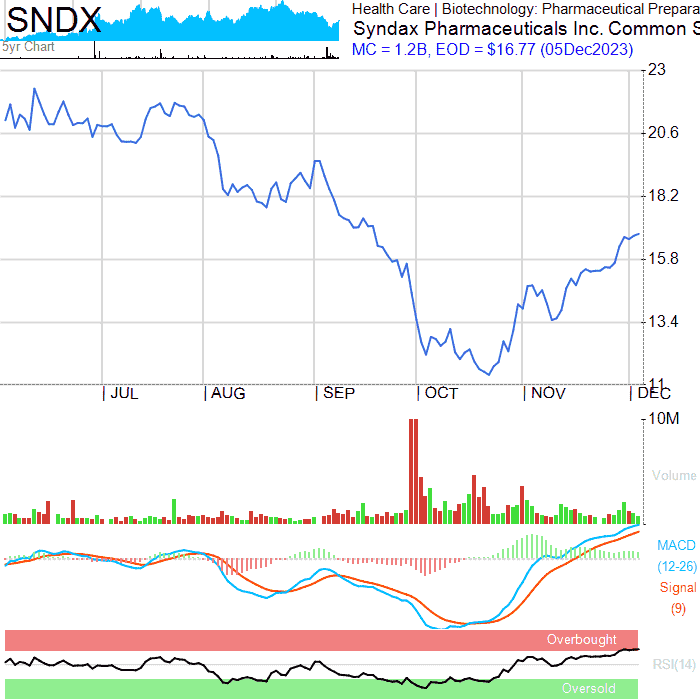 SNDX
5yr Chart
Health Care | Biotechnology: Pharmaceutical Prepara
Syndax Pharmaceuticals Inc. Common S
MC = 1.2B, EOD = $16.77 (05Dec2023)
23
20.6
18.2
15.8
13.4
11
JUL
AUG
SEP
OCT
NOV
DEC
10M
Volume
MACD
(12-26)
Signal
(9)
Overbought
RSI(14)
Oversold